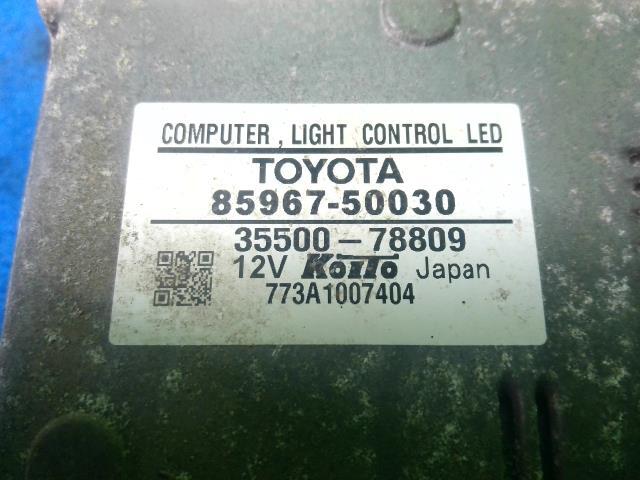 COMPUTER, LIGHT CONTROL LED
TOYOTA
85967-50030
35500-78809
12V KOITO Japan
773A1007404